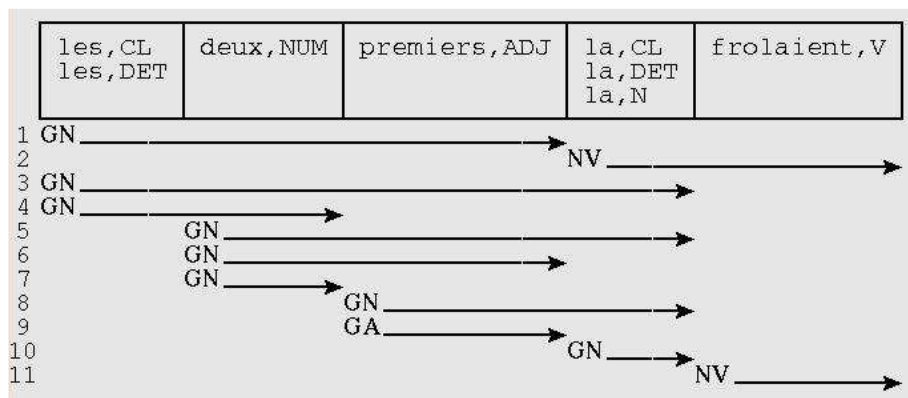 les,CL deux,NUM premiers,ADJ la,CL frolaient,V
les,DET la,DET
la,N
1 GN
2 NV
3 GN
4 GN
5 GN
6 GN
7 GN
8 GN
9 GA
10 GN
11 NV